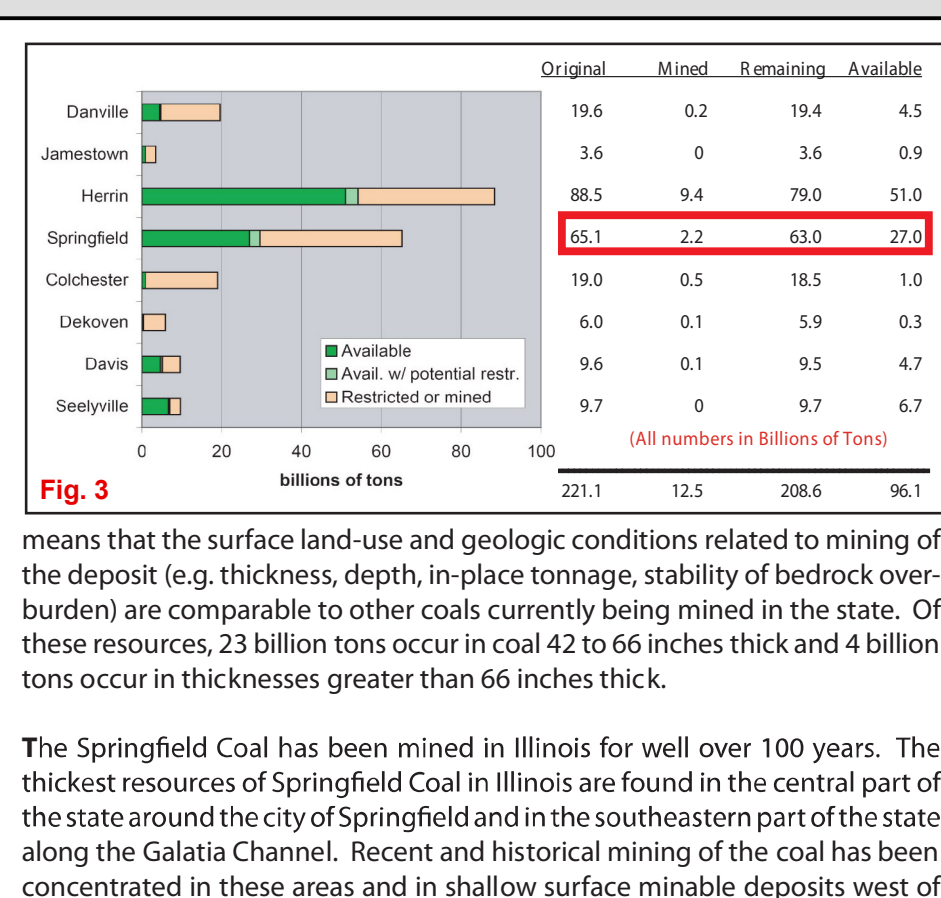 Original Mined Remaining Available
Danville 19.6 0.2 19.4 4.5
Jamestown 3.6 0 3.6 0.9
Herrin 88.5 9.4 79.0 51.0
Springfield 65.1 2.2 63.0 27.0
Colchester 19.0 0.5 18.5 1.0
Dekoven 6.0 0.1 5.9 0.3
Davis 9.6 0.1 9.5 4.7
Seelyville 9.7 0 9.7 6.7
Available
Avail. w/ potential restr.
Restricted or mined
(All numbers in Billions of Tons)
0 20 40 60 80 100
billions of tons
Fig. 3
221.1 12.5 208.6 96.1
means that the surface land-use and geologic conditions related to mining of
the deposit (e.g. thickness, depth, in-place tonnage, stability of bedrock over-
burden) are comparable to other coals currently being mined in the state. Of
these resources, 23 billion tons occur in coal 42 to 66 inches thick and 4 billion
tons occur in thicknesses greater than 66 inches thick.
The Springfield Coal has been mined in Illinois for well over 100 years. The
thickest resources of Springfield Coal in Illinois are found in the central part of
the state around the city of Springfield and in the southeastern part of the state
along the Galatia Channel. Recent and historical mining of the coal has been
concentrated in these areas and in shallow surface minable deposits west of